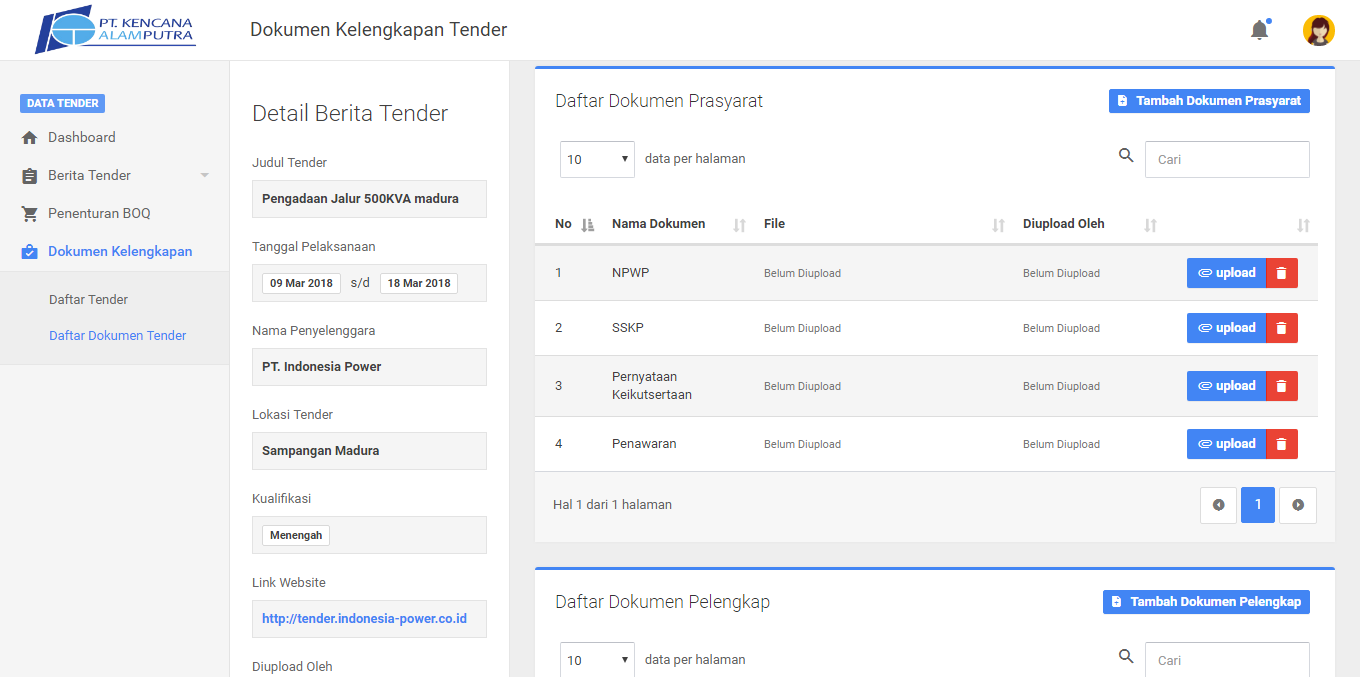 PT. KENCANA
ALAMPUTRA
Dokumen Kelengkapan Tender
DATA TENDER
Dashboard
Berita Tender
Penenturan BOQ
Dokumen Kelengkapan
Daftar Tender
Daftar Dokumen Tender
Detail Berita Tender
Judul Tender
Pengadaan Jalur 500KVA madura
Tanggal Pelaksanaan
09 Mar 2018 s/d 18 Mar 2018
Nama Penyelenggara
PT. Indonesia Power
Lokasi Tender
Sampangan Madura
Kualifikasi
Menengah
Link Website
http://tender.indonesia-power.co.id
Diupload Oleh
Daftar Dokumen Prasyarat
Tambah Dokumen Prasyarat
10 data per halaman
Cari
No Nama Dokumen File Diupload Oleh
1 NPWP Belum Diupload Belum Diupload upload
2 SSKP Belum Diupload Belum Diupload upload
3 Pernyataan
Keikutsertaan Belum Diupload Belum Diupload upload
4 Penawaran Belum Diupload Belum Diupload upload
Hal 1 dari 1 halaman
1
Daftar Dokumen Pelengkap
Tambah Dokumen Pelengkap
10 data per halaman
Cari